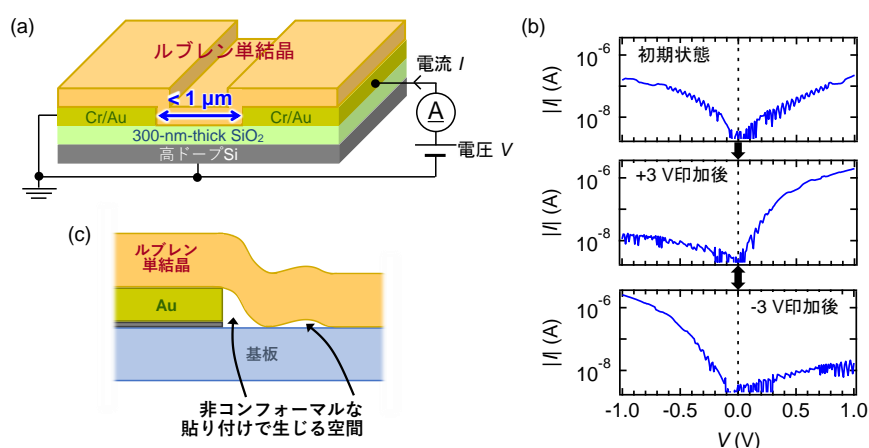 (a)
ルブレン単結晶
< 1 µm
Cr/Au
Cr/Au
300-nm-thick SiO2
高ドープSi
電流 I
A
電圧 V
(c)
ルブレン
単結晶
Au
基板
非コンフォーマルな
貼り付けで生じる空間
(b)
初期状態
10-6
10-8
|I| (A)
+3 V印加後
10-6
10-8
|I| (A)
-3 V印加後
10-6
10-8
|I| (A)
-1.0 -0.5 0.0 0.5 1.0
V (V)